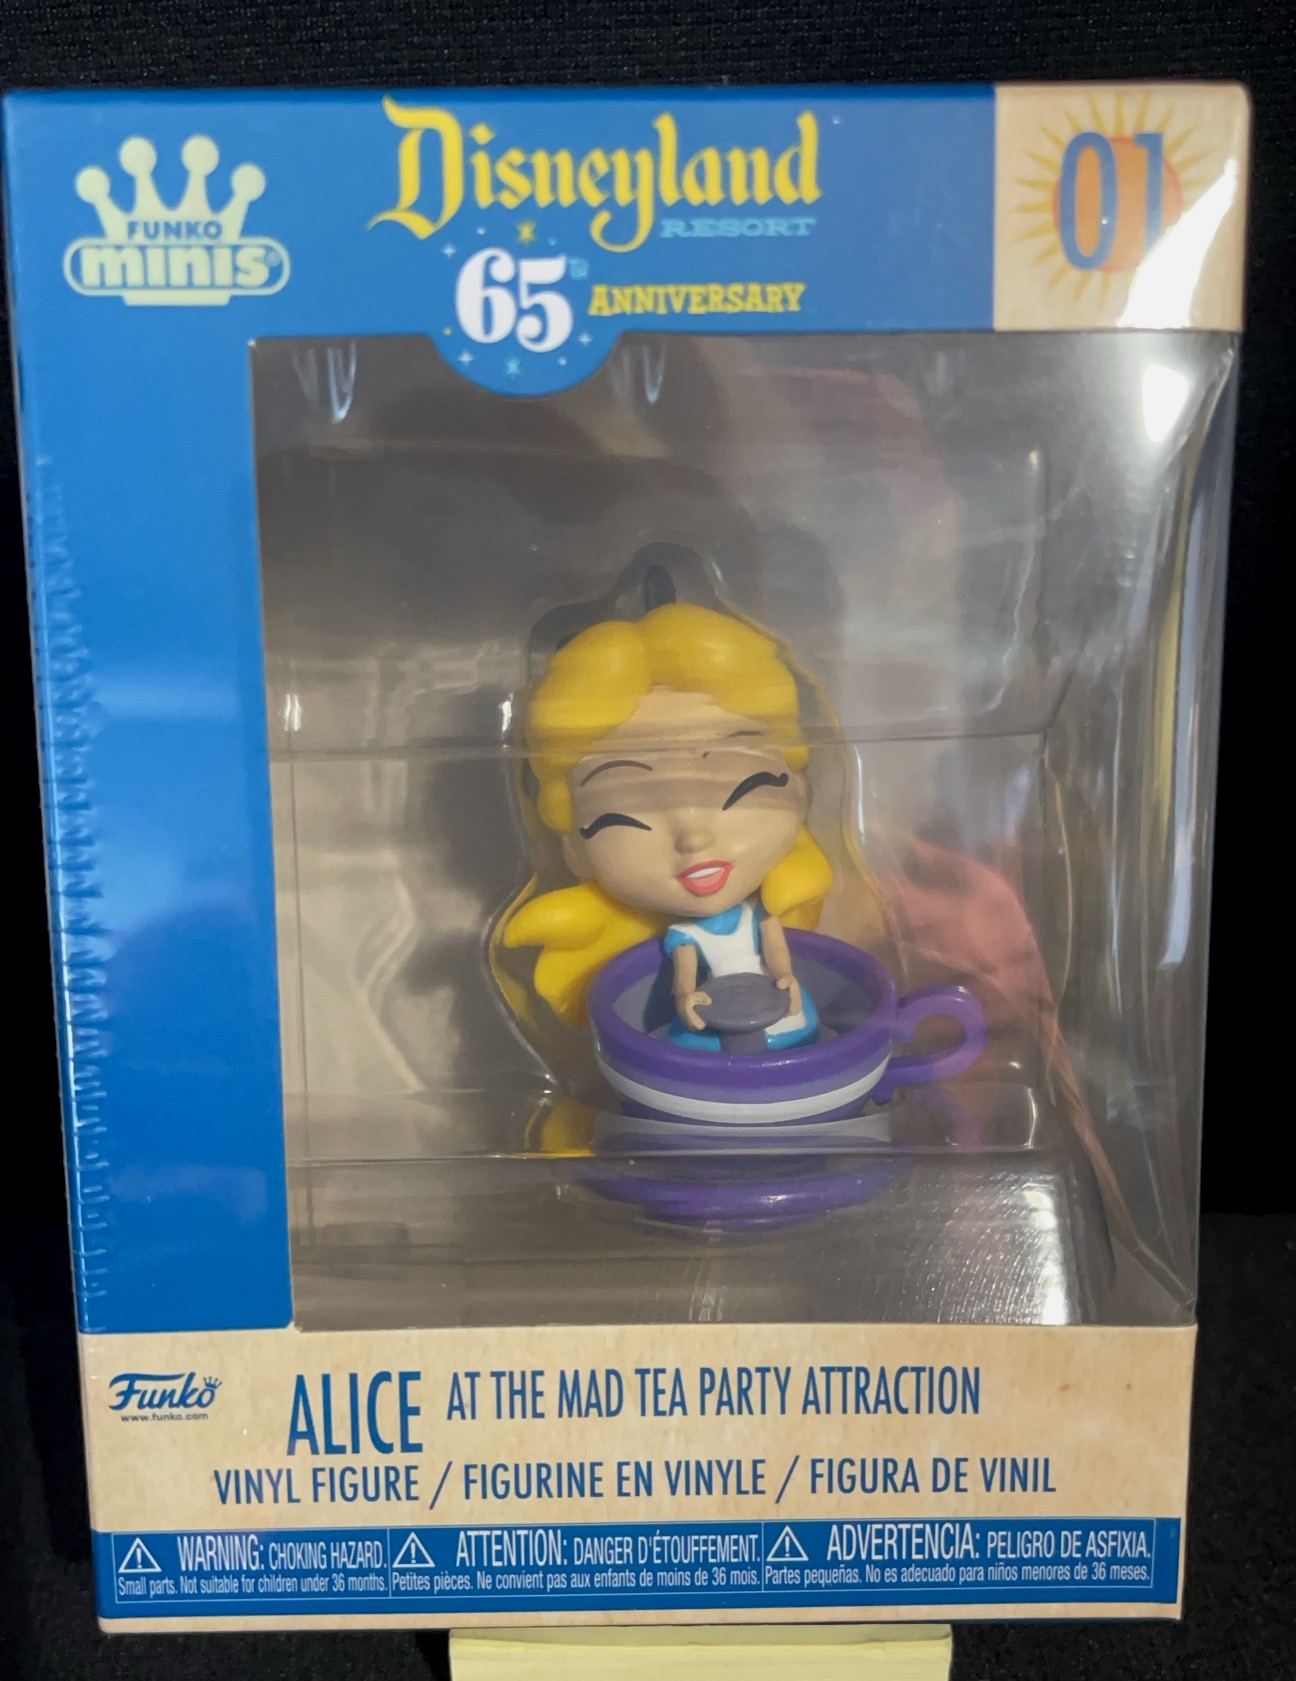 FUNKO
minis®
Disneyland
RESORT
65TH ANNIVERSARY
01
Funko
www.funko.com
ALICE AT THE MAD TEA PARTY ATTRACTION
VINYL FIGURE / FIGURINE EN VINYLE / FIGURA DE VINIL
WARNING: CHOKING HAZARD.
Small parts. Not suitable for children under 36 months.
ATTENTION: DANGER D'ÉTOUFFEMENT.
Petites pièces. Ne convient pas aux enfants de moins de 36 mois.
ADVERTENCIA: PELIGRO DE ASFIXIA.
Partes pequeñas. No es adecuado para niños menores de 36 meses.